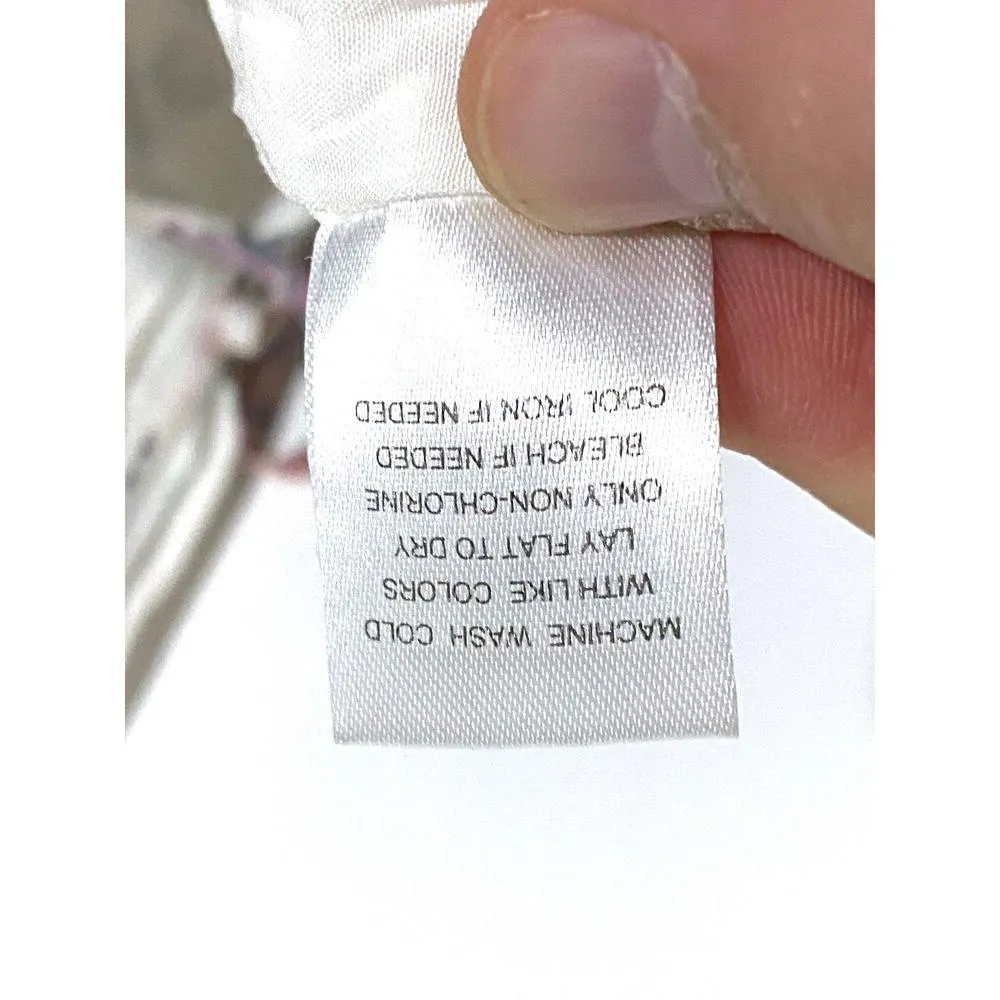 MACHINE WASH COLD
WITH LIKE COLORS
LAY FLAT TO DRY
ONLY NON-CHLORINE
BLEACH IF NEEDED
COOL IRON IF NEEDED